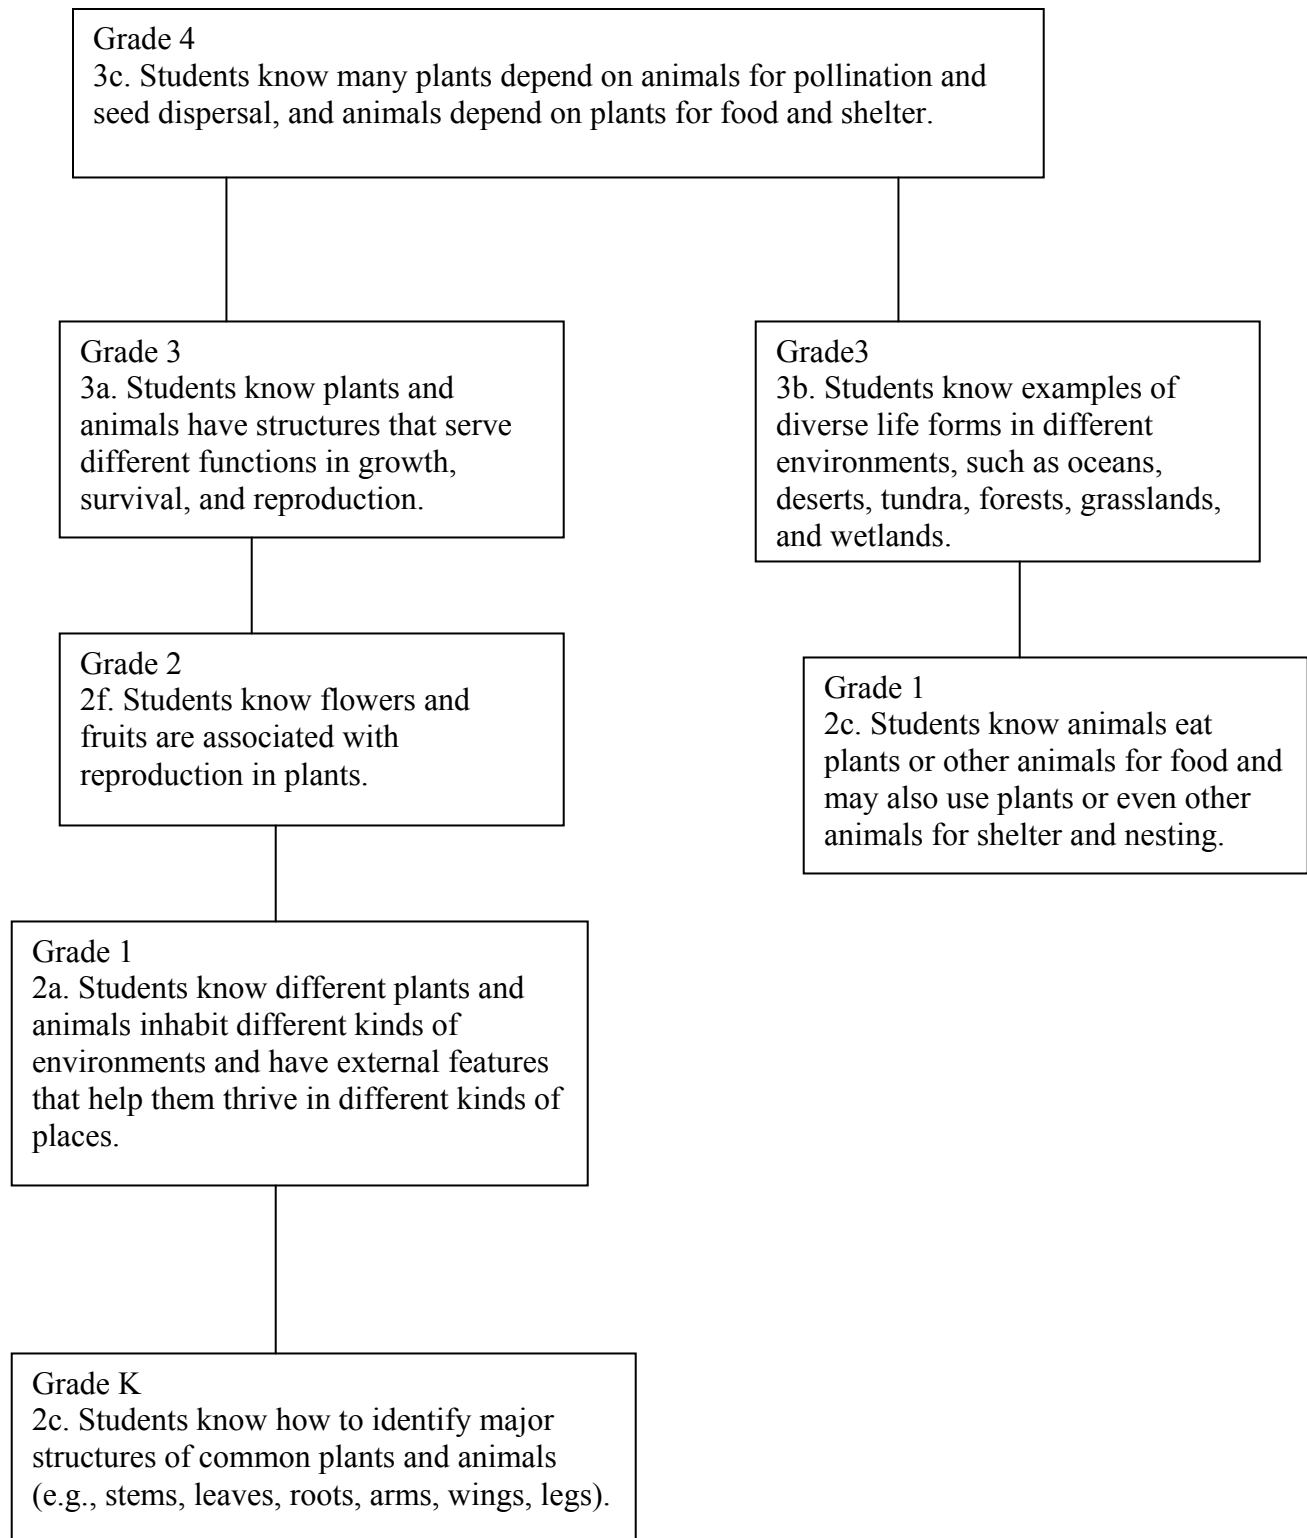 Grade 4
3c. Students know many plants depend on animals for pollination and
seed dispersal, and animals depend on plants for food and shelter.
Grade 3
3a. Students know plants and
animals have structures that serve
different functions in growth,
survival, and reproduction.
Grade3
3b. Students know examples of
diverse life forms in different
environments, such as oceans,
deserts, tundra, forests, grasslands,
and wetlands.
Grade 2
2f. Students know flowers and
fruits are associated with
reproduction in plants.
Grade 1
2c. Students know animals eat
plants or other animals for food and
may also use plants or even other
animals for shelter and nesting.
Grade 1
2a. Students know different plants and
animals inhabit different kinds of
environments and have external features
that help them thrive in different kinds of
places.
Grade K
2c. Students know how to identify major
structures of common plants and animals
(e.g., stems, leaves, roots, arms, wings, legs).